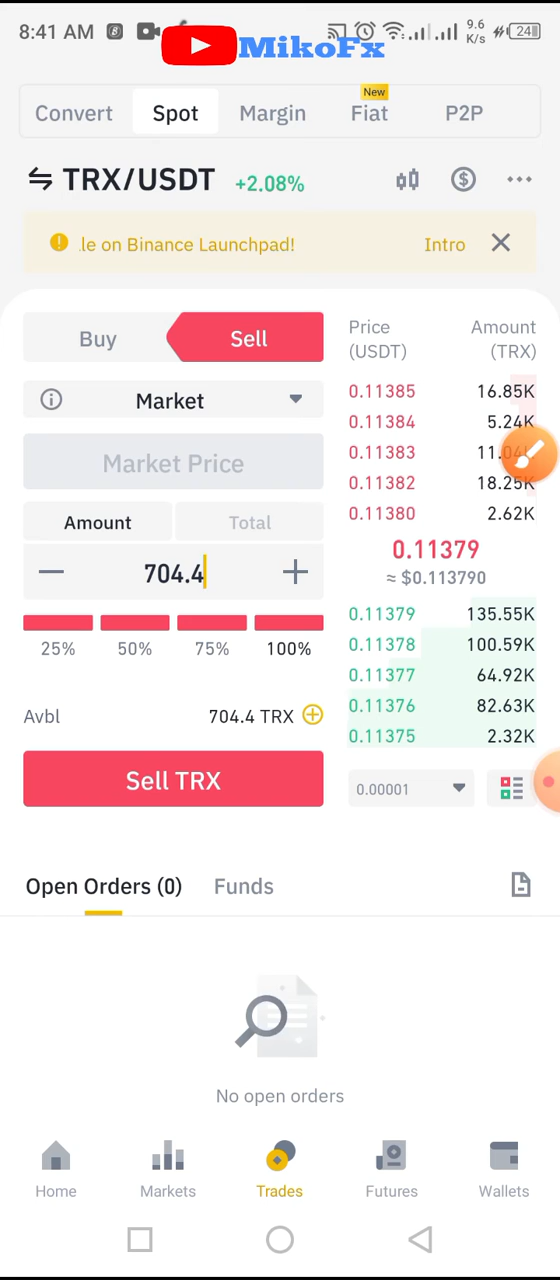 8:41 AM
9.6
K/s
24
MikoFx
New
Convert Spot Margin Fiat P2P
TRX/USDT +2.08%
.le on Binance Launchpad! Intro
Buy Sell
Price Amount
(USDT) (TRX)
Market
0.11385 16.85K
0.11384 5.24K
Market Price
0.11383
0.11382 18.25K
Amount Total
0.11380 2.62K
704.4
0.11379
≈ $0.113790
0.11379 135.55K
25% 50% 75% 100%
0.11378 100.59K
0.11377 64.92K
Avbl 704.4 TRX
0.11376 82.63K
0.11375 2.32K
Sell TRX
0.00001
Open Orders (0) Funds
No open orders
Home Markets Trades Futures Wallets